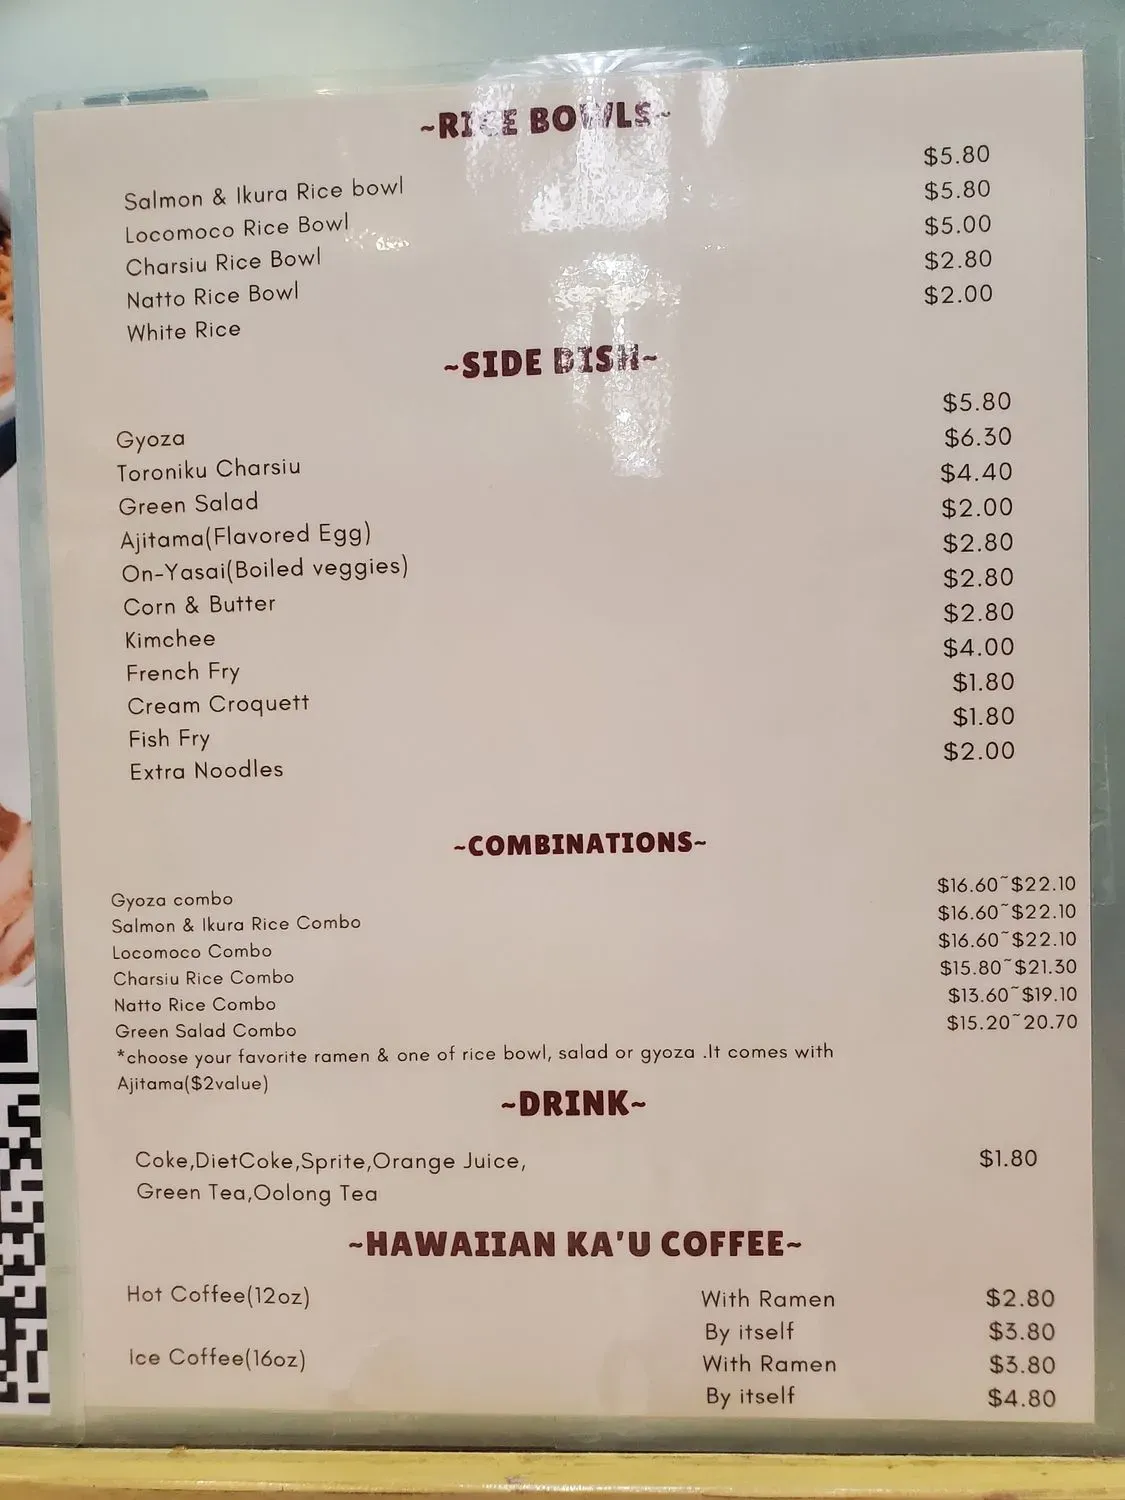 ~RICE BOWLS~
Salmon & Ikura Rice bowl $5.80
Locomoco Rice Bowl $5.80
Charsiu Rice Bowl $5.00
Natto Rice Bowl $2.80
White Rice $2.00
~SIDE DISH~
Gyoza $5.80
Toroniku Charsiu $6.30
Green Salad $4.40
Ajitama(Flavored Egg) $2.00
On-Yasai(Boiled veggies) $2.80
Corn & Butter $2.80
Kimchee $2.80
French Fry $4.00
Cream Croquett $1.80
Fish Fry $1.80
Extra Noodles $2.00
~COMBINATIONS~
Gyoza combo $16.60~$22.10
Salmon & Ikura Rice Combo $16.60~$22.10
Locomoco Combo $16.60~$22.10
Charsiu Rice Combo $15.80~$21.30
Natto Rice Combo $13.60~$19.10
Green Salad Combo $15.20~20.70
*choose your favorite ramen & one of rice bowl, salad or gyoza .It comes with
Ajitama($2value)
~DRINK~
Coke,DietCoke,Sprite,Orange Juice, $1.80
Green Tea,Oolong Tea
~HAWAIIAN KA'U COFFEE~
Hot Coffee(12oz) With Ramen $2.80
By itself $3.80
Ice Coffee(16oz) With Ramen $3.80
By itself $4.80